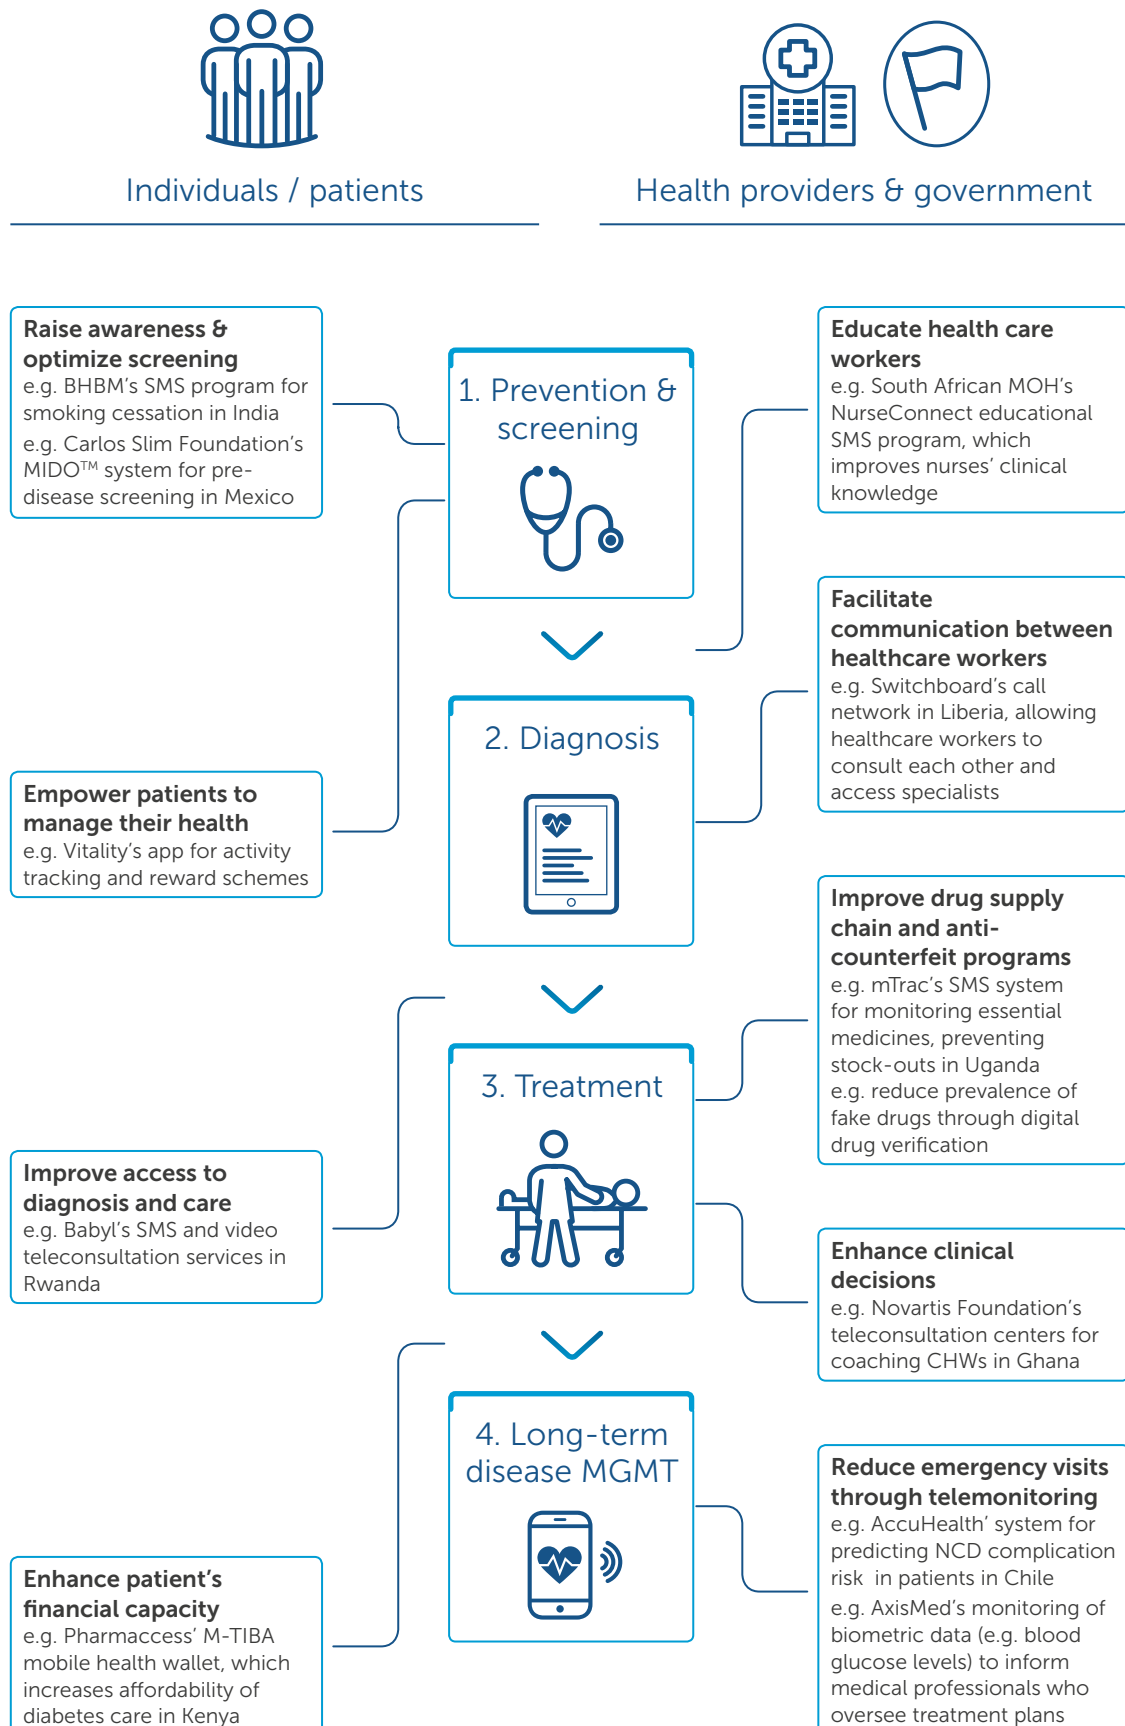 Individuals / patients
Health providers & government
Raise awareness &
optimize screening
e.g. BHBM’s SMS program for
smoking cessation in India
e.g. Carlos Slim Foundation’s
MIDO™ system for pre-
disease screening in Mexico
Empower patients to
manage their health
e.g. Vitality’s app for activity
tracking and reward schemes
Improve access to
diagnosis and care
e.g. Babyl’s SMS and video
teleconsultation services in
Rwanda
Enhance patient’s
financial capacity
e.g. Pharmaccess’ M-TIBA
mobile health wallet, which
increases affordability of
diabetes care in Kenya
1. Prevention &
screening
2. Diagnosis
3. Treatment
4. Long-term
disease MGMT
Educate health care
workers
e.g. South African MOH’s
NurseConnect educational
SMS program, which
improves nurses’ clinical
knowledge
Facilitate
communication between
healthcare workers
e.g. Switchboard’s call
network in Liberia, allowing
healthcare workers to
consult each other and
access specialists
Improve drug supply
chain and anti-
counterfeit programs
e.g. mTrac’s SMS system
for monitoring essential
medicines, preventing
stock-outs in Uganda
e.g. reduce prevalence of
fake drugs through digital
drug verification
Enhance clinical
decisions
e.g. Novartis Foundation’s
teleconsultation centers for
coaching CHWs in Ghana
Reduce emergency visits
through telemonitoring
e.g. AccuHealth’ system for
predicting NCD complication
risk in patients in Chile
e.g. AxisMed’s monitoring of
biometric data (e.g. blood
glucose levels) to inform
medical professionals who
oversee treatment plans